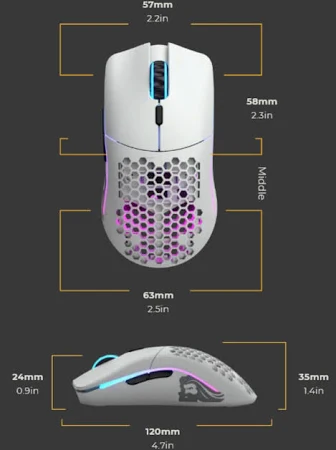 57mm
2.2in
58mm
2.3in
Middle
63mm
2.5in
24mm
0.9in
35mm
1.4in
120mm
4.7in